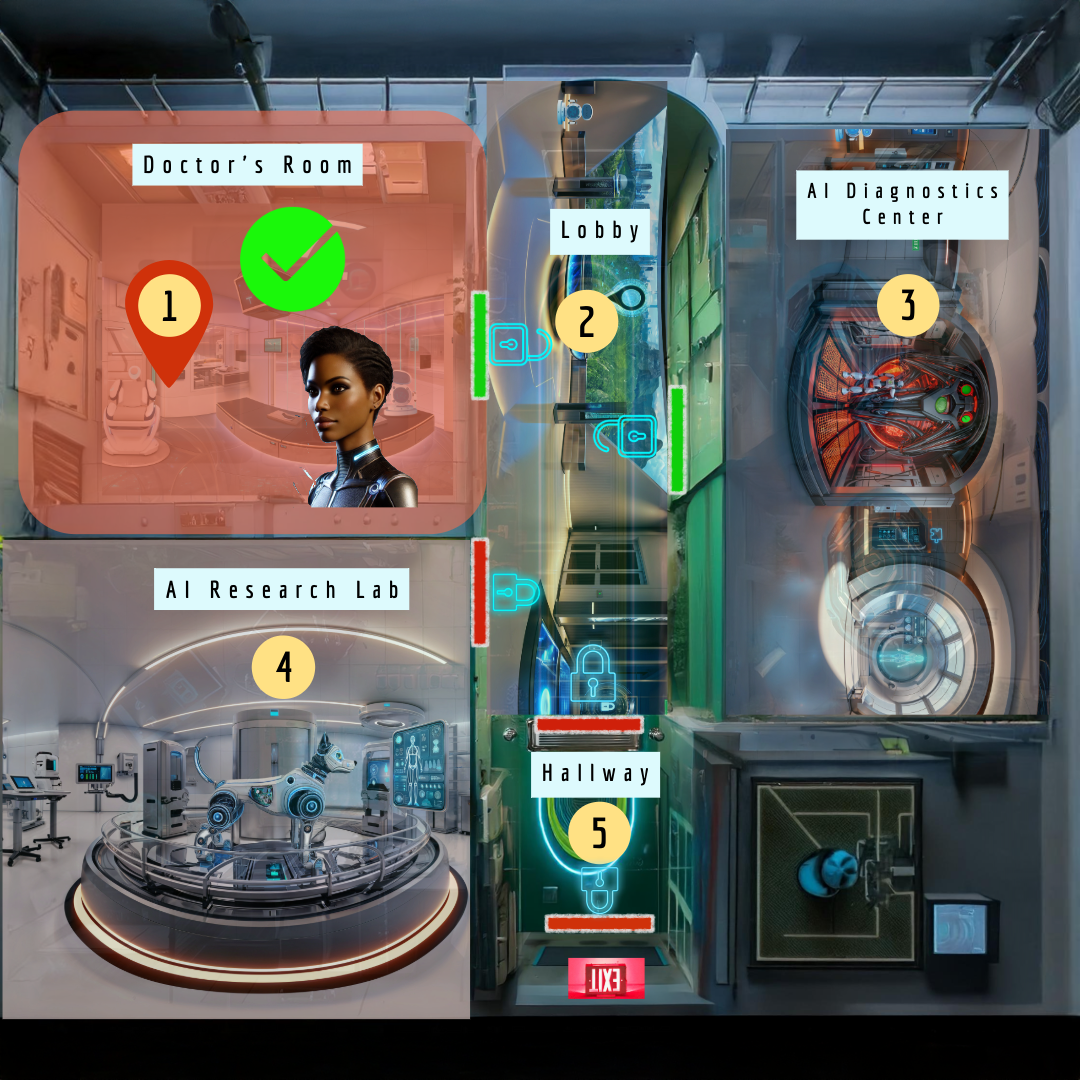 Doctor's Room
1
Lobby
2
AI Diagnostics
Center
3
AI Research Lab
4
Hallway
5
EXIT